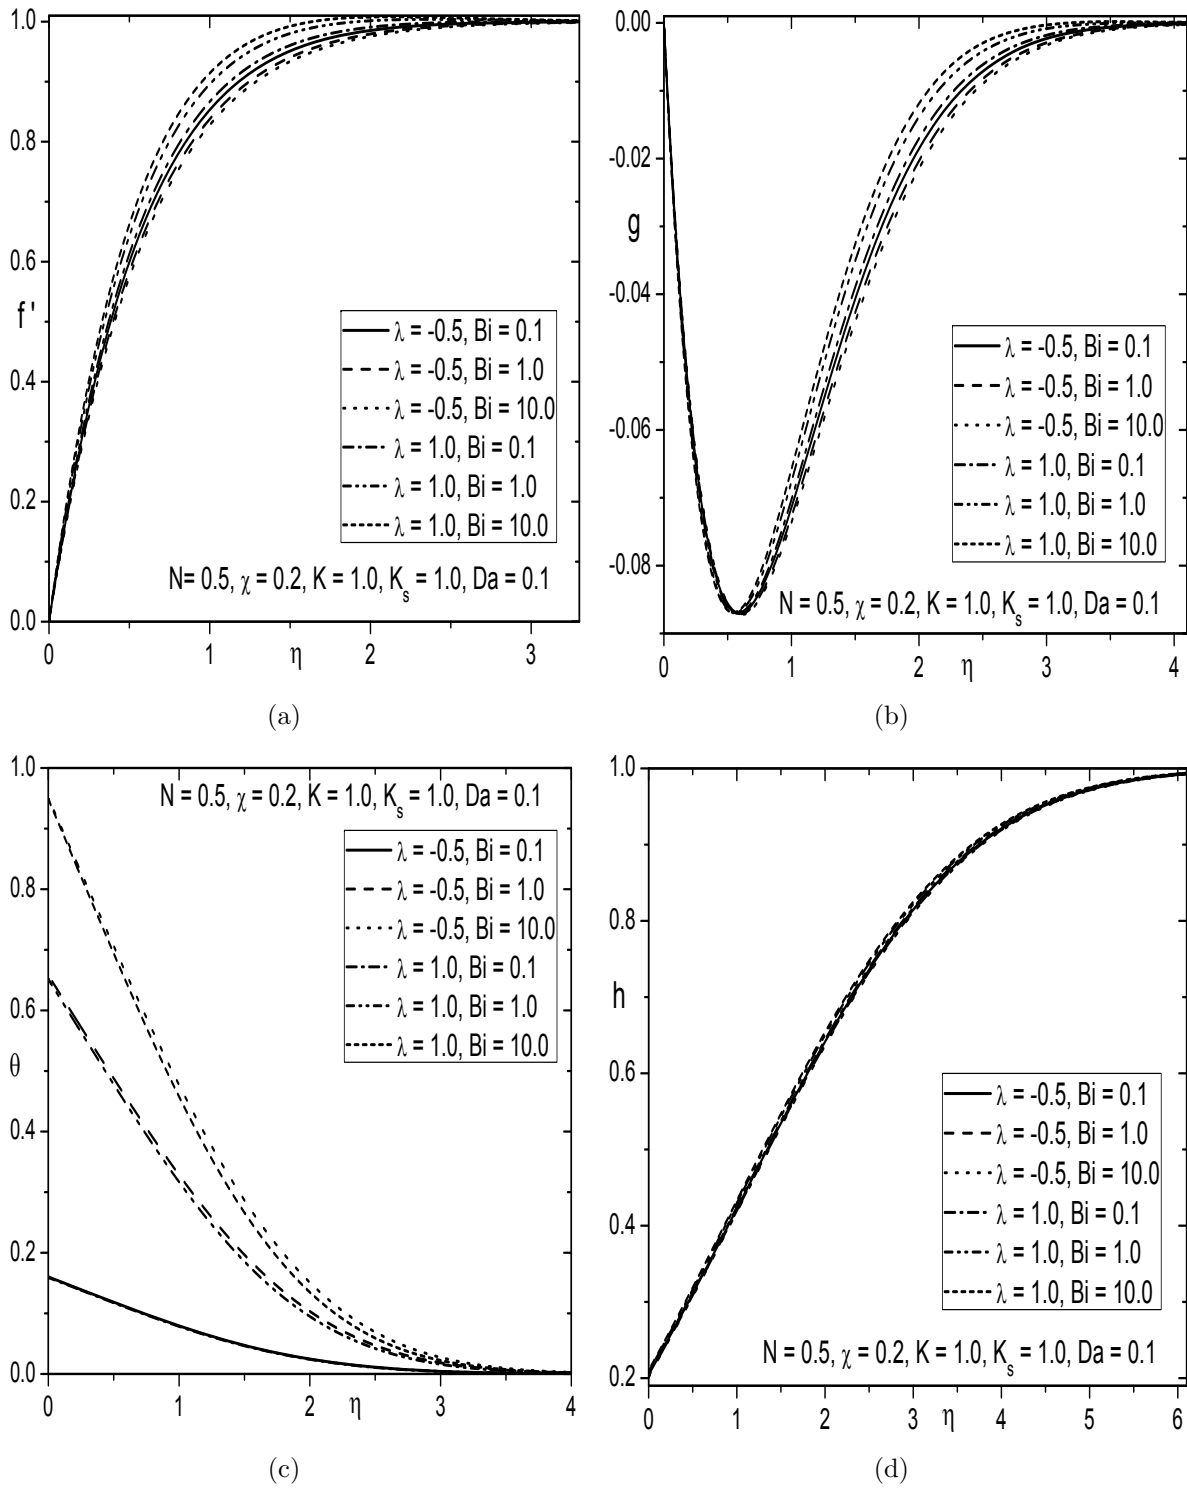 1.0
0.8
0.6
f '
0.4
0.2
0.0
λ = -0.5, Bi = 0.1
λ = -0.5, Bi = 1.0
λ = -0.5, Bi = 10.0
λ = 1.0, Bi = 0.1
λ = 1.0, Bi = 1.0
λ = 1.0, Bi = 10.0
N= 0.5, χ = 0.2, K = 1.0, K_s = 1.0, Da = 0.1
0 1 η 2 3
(a)
0.00
-0.02
g
-0.04
-0.06
-0.08
λ = -0.5, Bi = 0.1
λ = -0.5, Bi = 1.0
λ = -0.5, Bi = 10.0
λ = 1.0, Bi = 0.1
λ = 1.0, Bi = 1.0
λ = 1.0, Bi = 10.0
N = 0.5, χ = 0.2, K = 1.0, K_s = 1.0, Da = 0.1
0 1 2 η 3 4
(b)
1.0
0.8
0.6
θ
0.4
0.2
0.0
N = 0.5, χ = 0.2, K = 1.0, K_s = 1.0, Da = 0.1
λ = -0.5, Bi = 0.1
λ = -0.5, Bi = 1.0
λ = -0.5, Bi = 10.0
λ = 1.0, Bi = 0.1
λ = 1.0, Bi = 1.0
λ = 1.0, Bi = 10.0
0 1 2 η 3 4
(c)
1.0
0.8
h
0.6
0.4
0.2
λ = -0.5, Bi = 0.1
λ = -0.5, Bi = 1.0
λ = -0.5, Bi = 10.0
λ = 1.0, Bi = 0.1
λ = 1.0, Bi = 1.0
λ = 1.0, Bi = 10.0
N = 0.5, χ = 0.2, K = 1.0, K_s = 1.0, Da = 0.1
0 1 2 3 η 4 5 6
(d)